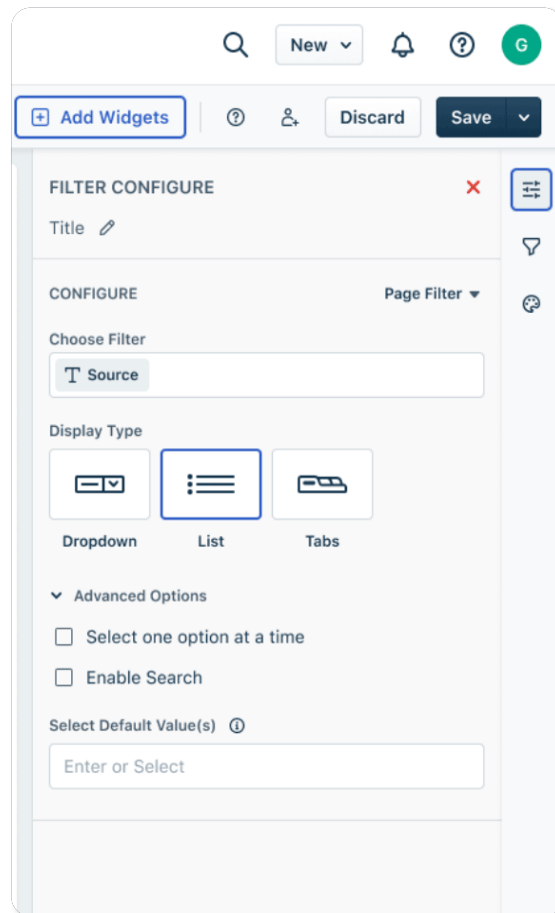 New
G
Add Widgets
Discard
Save
FILTER CONFIGURE
Title
CONFIGURE
Page Filter
Choose Filter
T Source
Display Type
Dropdown List Tabs
Advanced Options
Select one option at a time
Enable Search
Select Default Value(s)
Enter or Select